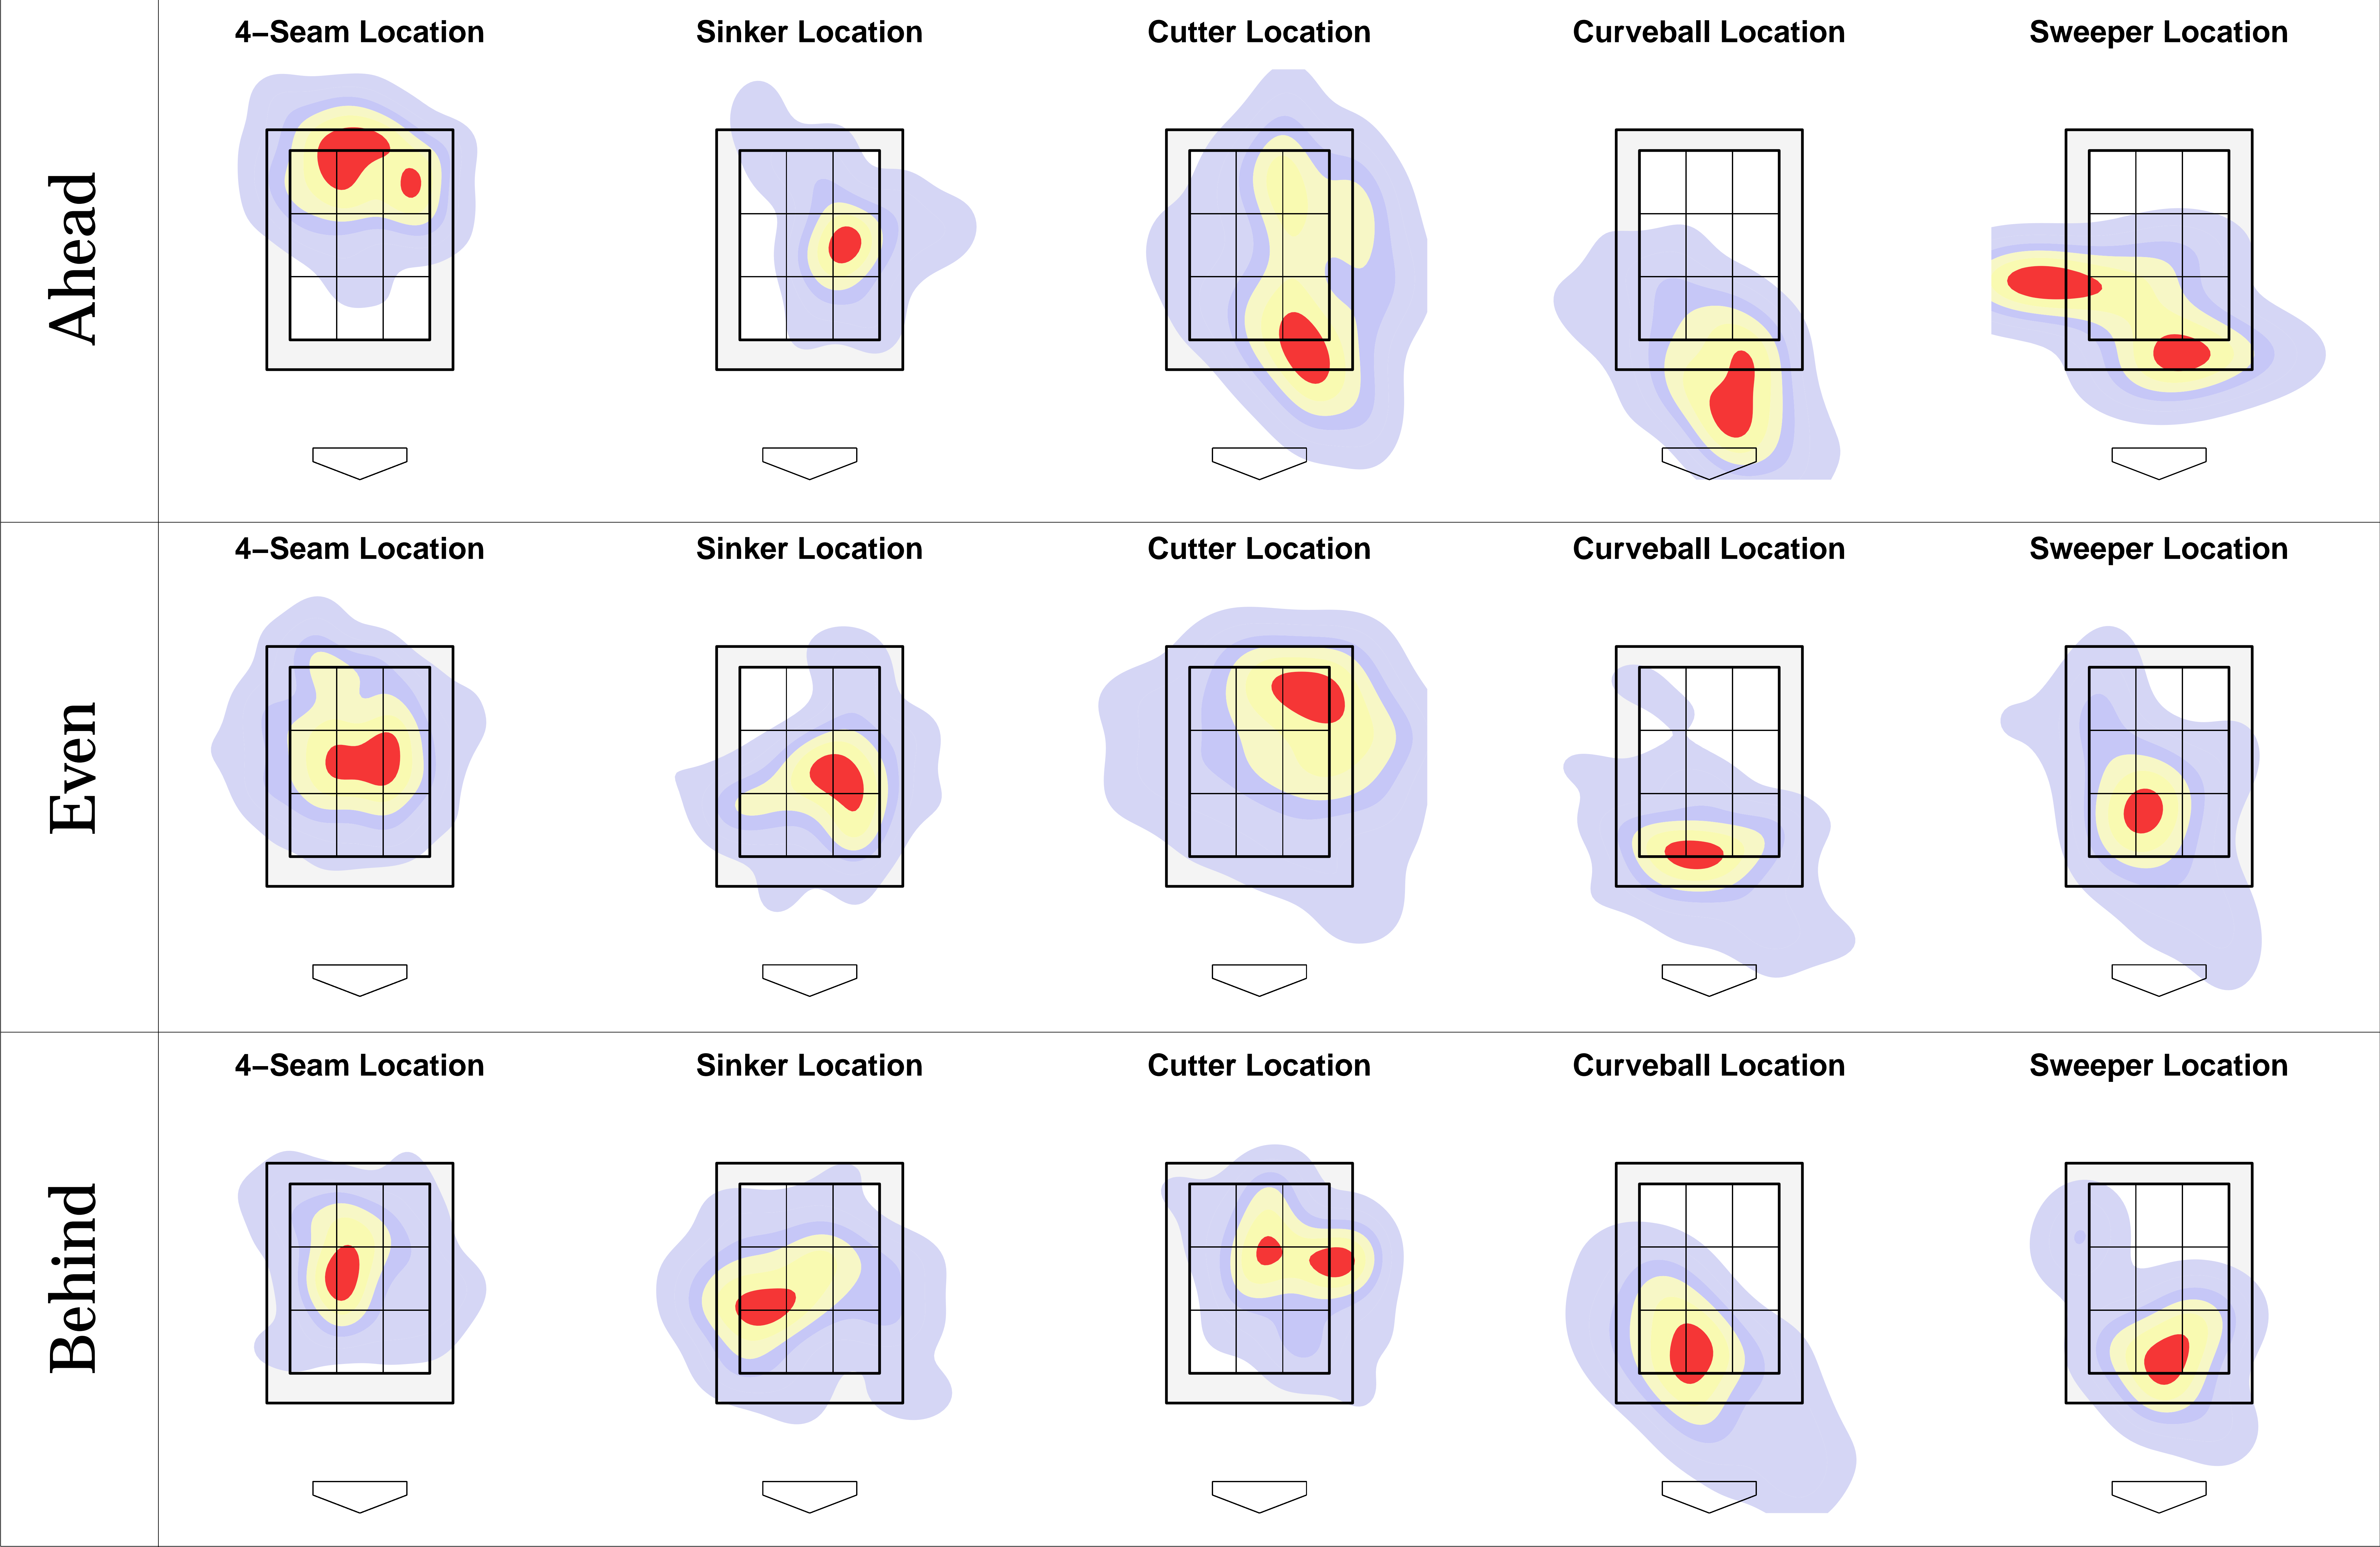 Ahead
4–Seam Location
Sinker Location
Cutter Location
Curveball Location
Sweeper Location
Even
4–Seam Location
Sinker Location
Cutter Location
Curveball Location
Sweeper Location
Behind
4–Seam Location
Sinker Location
Cutter Location
Curveball Location
Sweeper Location